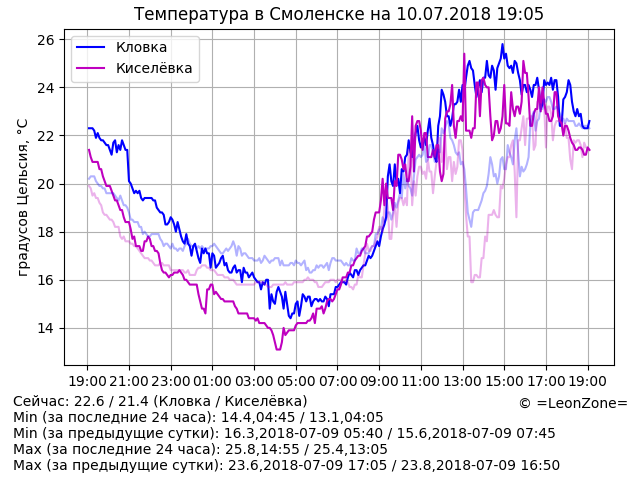 Температура в Смоленске на 10.07.2018 19:05
Кловка
Киселёвка
градусов Цельсия, °C
26
24
22
20
18
16
14
19:00 21:00 23:00 01:00 03:00 05:00 07:00 09:00 11:00 13:00 15:00 17:00 19:00
Сейчас: 22.6 / 21.4 (Кловка / Киселёвка)
© =LeonZone=
Min (за последние 24 часа): 14.4,04:45 / 13.1,04:05
Min (за предыдущие сутки): 16.3,2018-07-09 05:40 / 15.6,2018-07-09 07:45
Max (за последние 24 часа): 25.8,14:55 / 25.4,13:05
Max (за предыдущие сутки): 23.6,2018-07-09 17:05 / 23.8,2018-07-09 16:50